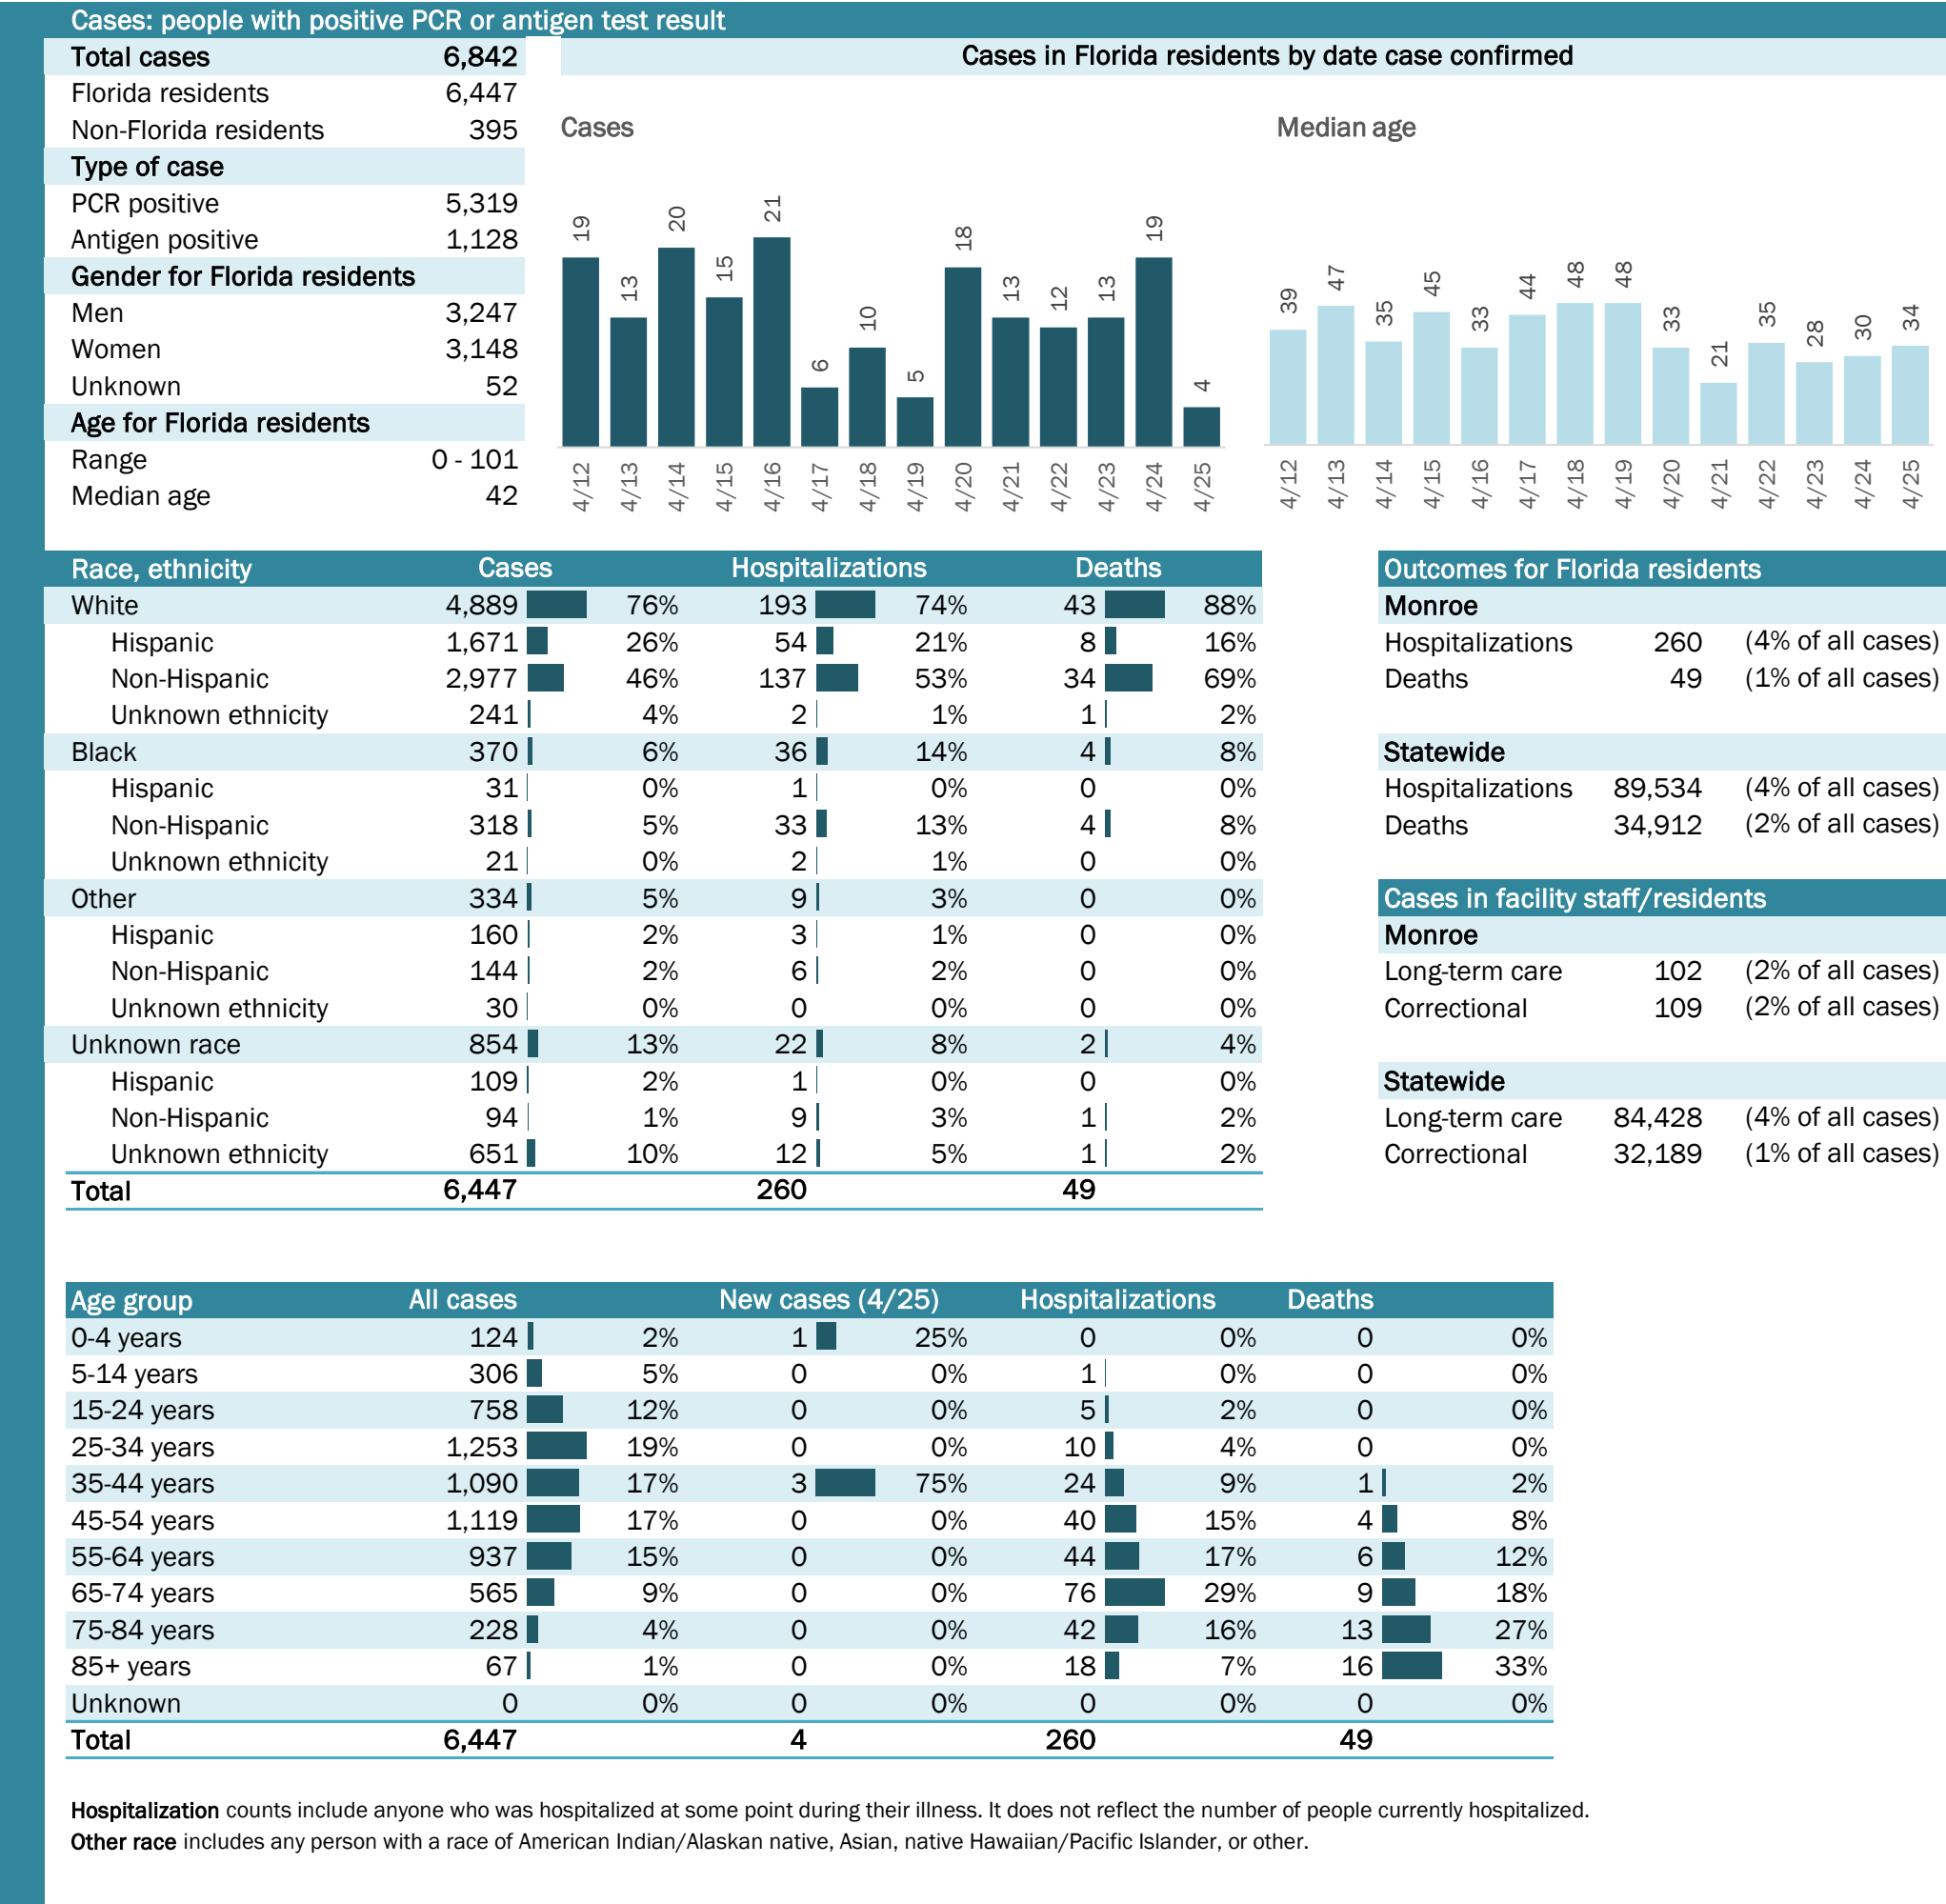 Cases: people with positive PCR or antigen test result
Total cases 6,842
Florida residents 6,447
Non-Florida residents 395
Type of case
PCR positive 5,319
Antigen positive 1,128
Gender for Florida residents
Men 3,247
Women 3,148
Unknown 52
Age for Florida residents
Range 0 - 101
Median age 42
Cases in Florida residents by date case confirmed
Cases
19 13 20 15 21 6 10 5 18 13 12 13 19 4
4/12 4/13 4/14 4/15 4/16 4/17 4/18 4/19 4/20 4/21 4/22 4/23 4/24 4/25
Median age
39 47 35 45 33 44 48 48 33 21 35 28 30 34
4/12 4/13 4/14 4/15 4/16 4/17 4/18 4/19 4/20 4/21 4/22 4/23 4/24 4/25
Race, ethnicity Cases Hospitalizations Deaths
White 4,889 76% 193 74% 43 88%
Hispanic 1,671 26% 54 21% 8 16%
Non-Hispanic 2,977 46% 137 53% 34 69%
Unknown ethnicity 241 4% 2 1% 1 2%
Black 370 6% 36 14% 4 8%
Hispanic 31 0% 1 0% 0 0%
Non-Hispanic 318 5% 33 13% 4 8%
Unknown ethnicity 21 0% 2 1% 0 0%
Other 334 5% 9 3% 0 0%
Hispanic 160 2% 3 1% 0 0%
Non-Hispanic 144 2% 6 2% 0 0%
Unknown ethnicity 30 0% 0 0% 0 0%
Unknown race 854 13% 22 8% 2 4%
Hispanic 109 2% 1 0% 0 0%
Non-Hispanic 94 1% 9 3% 1 2%
Unknown ethnicity 651 10% 12 5% 1 2%
Total 6,447 260 49
Outcomes for Florida residents
Monroe
Hospitalizations 260 (4% of all cases)
Deaths 49 (1% of all cases)
Statewide
Hospitalizations 89,534 (4% of all cases)
Deaths 34,912 (2% of all cases)
Cases in facility staff/residents
Monroe
Long-term care 102 (2% of all cases)
Correctional 109 (2% of all cases)
Statewide
Long-term care 84,428 (4% of all cases)
Correctional 32,189 (1% of all cases)
Age group All cases New cases (4/25) Hospitalizations Deaths
0-4 years 124 2% 1 25% 0 0% 0 0%
5-14 years 306 5% 0 0% 1 0% 0 0%
15-24 years 758 12% 0 0% 5 2% 0 0%
25-34 years 1,253 19% 0 0% 10 4% 0 0%
35-44 years 1,090 17% 3 75% 24 9% 1 2%
45-54 years 1,119 17% 0 0% 40 15% 4 8%
55-64 years 937 15% 0 0% 44 17% 6 12%
65-74 years 565 9% 0 0% 76 29% 9 18%
75-84 years 228 4% 0 0% 42 16% 13 27%
85+ years 67 1% 0 0% 18 7% 16 33%
Unknown 0 0% 0 0% 0 0% 0 0%
Total 6,447 4 260 49
Hospitalization counts include anyone who was hospitalized at some point during their illness. It does not reflect the number of people currently hospitalized.
Other race includes any person with a race of American Indian/Alaskan native, Asian, native Hawaiian/Pacific Islander, or other.